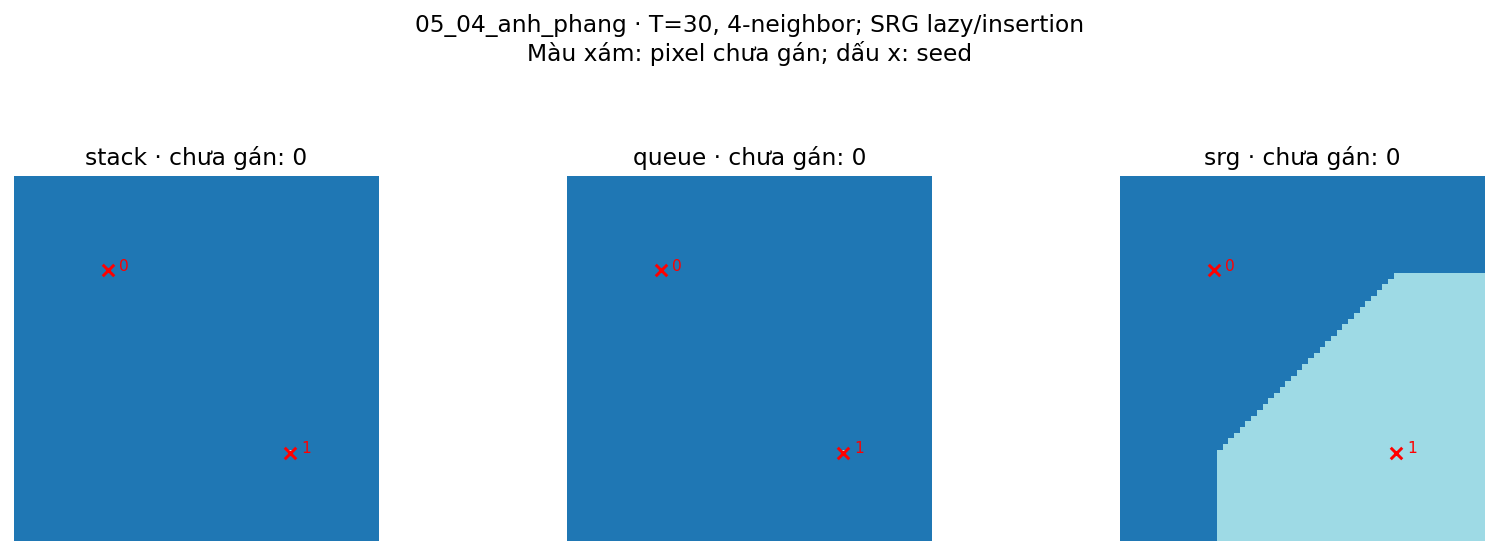 05_04_anh_phang · T=30, 4-neighbor; SRG lazy/insertion
Màu xám: pixel chưa gán; dấu x: seed
stack · chưa gán: 0
queue · chưa gán: 0
srg · chưa gán: 0
0
0
0
1
1
1